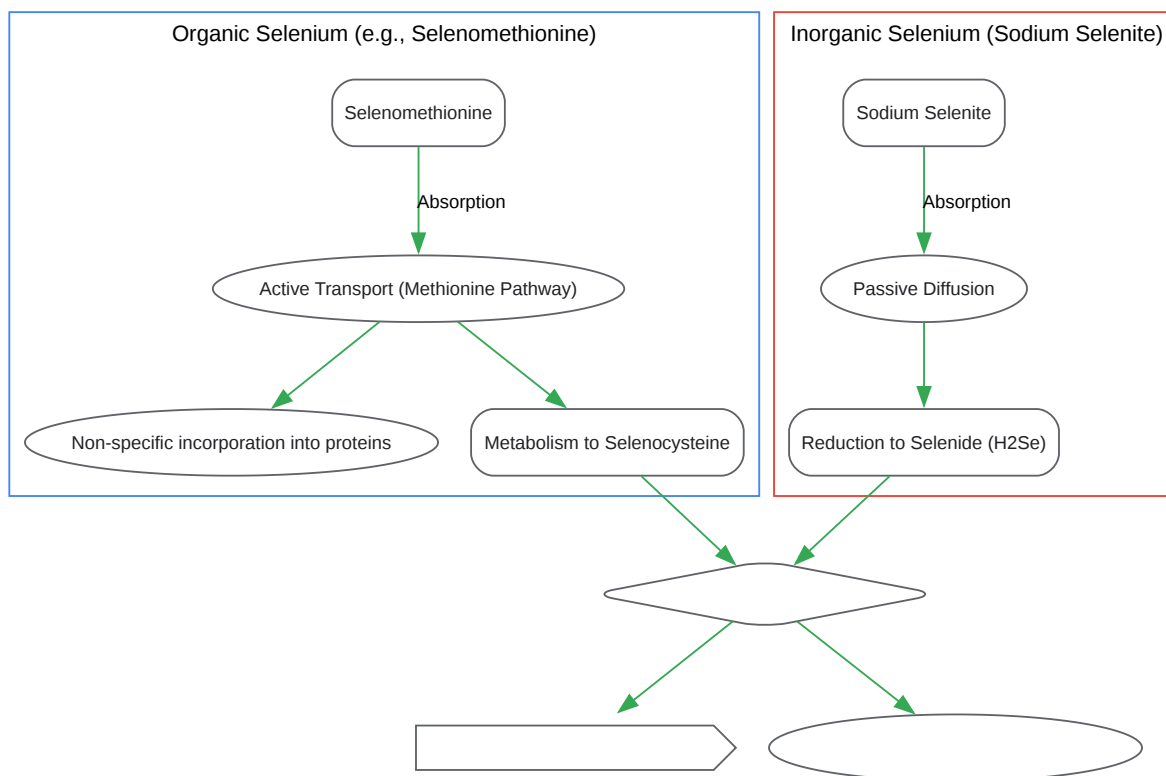 Organic Selenium (e.g., Selenomethionine)
Inorganic Selenium (Sodium Selenite)
Selenomethionine
Sodium Selenite
Absorption
Absorption
Active Transport (Methionine Pathway)
Passive Diffusion
Non-specific incorporation into proteins
Metabolism to Selenocysteine
Reduction to Selenide (H2Se)